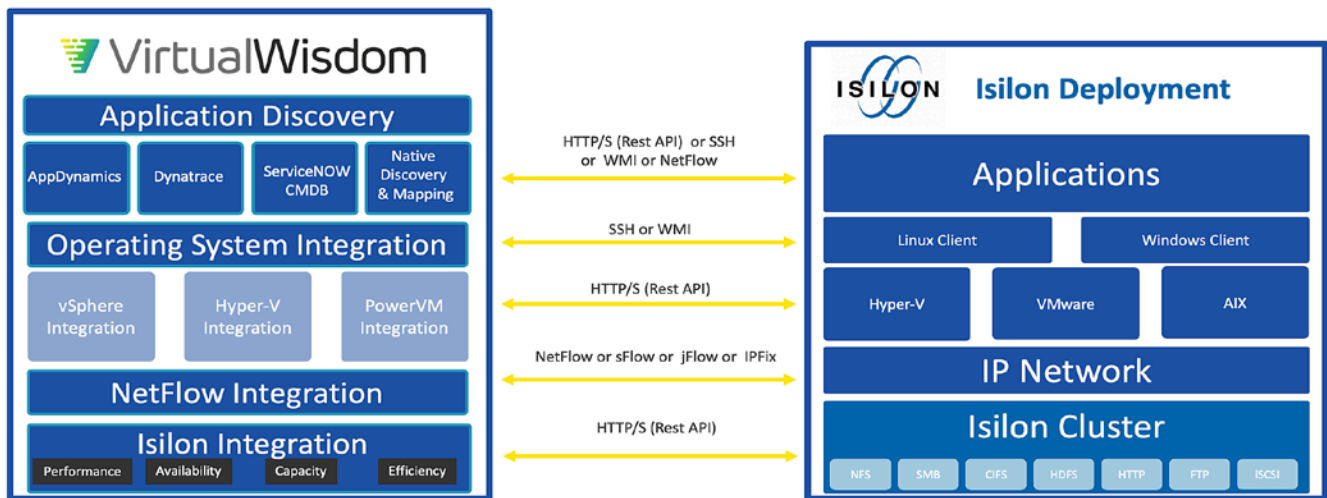 VirtualWisdom
Application Discovery
AppDynamics
Dynatrace
ServiceNOW
CMDB
Native
Discovery
& Mapping
Operating System Integration
vSphere
Integration
Hyper-V
Integration
PowerVM
Integration
NetFlow Integration
Isilon Integration
Performance
Availability
Capacity
Efficiency
HTTP/S (Rest API) or SSH
or WMI or NetFlow
SSH or WMI
HTTP/S (Rest API)
NetFlow or sFlow or jFlow or IPFix
HTTP/S (Rest API)
ISILON
Isilon Deployment
Applications
Linux Client
Windows Client
Hyper-V
VMware
AIX
IP Network
Isilon Cluster
NFS
SMB
CIFS
HDFS
HTTP
FTP
iSCSI